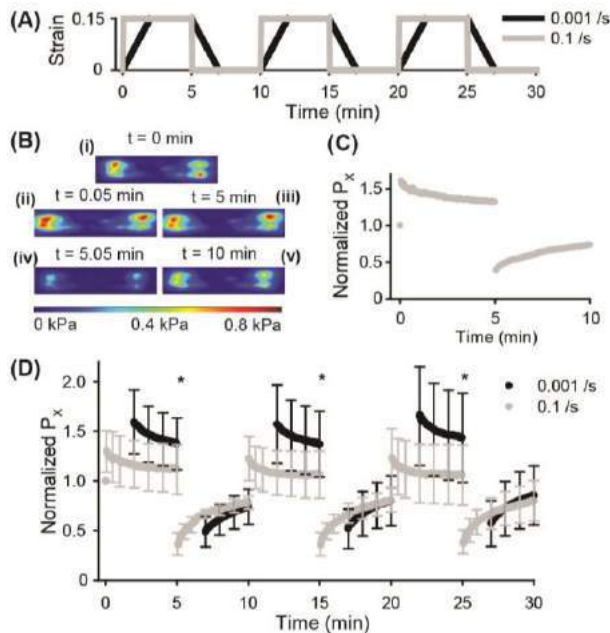 (A)
Strain
0.15
0
0 5 10 15 20 25 30
Time (min)
0.001 /s
0.1 /s
(B)
(i)
t = 0 min
(ii)
t = 0.05 min
t = 5 min
(iii)
(iv)
5.05 min
t = 10 min
(v)
0 kPa 0.4 kPa 0.8 kPa
(C)
Normalized Px
1.5
1.0
0.5
0
0 5 10
Time (min)
(D)
Normalized Px
2.0
1.5
1.0
0.5
0
* * *
0.001 /s
0.1 /s
0 5 10 15 20 25 30
Time (min)